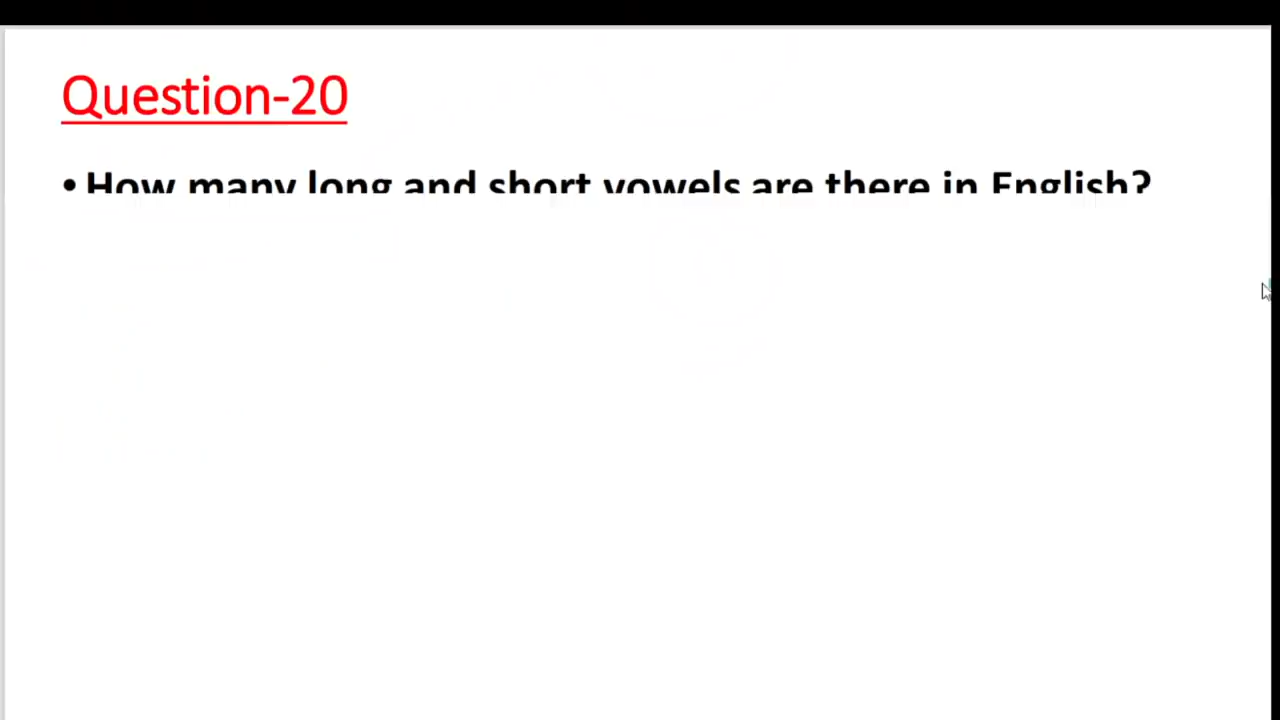 Question-20
• How many long and short vowels are there in English?